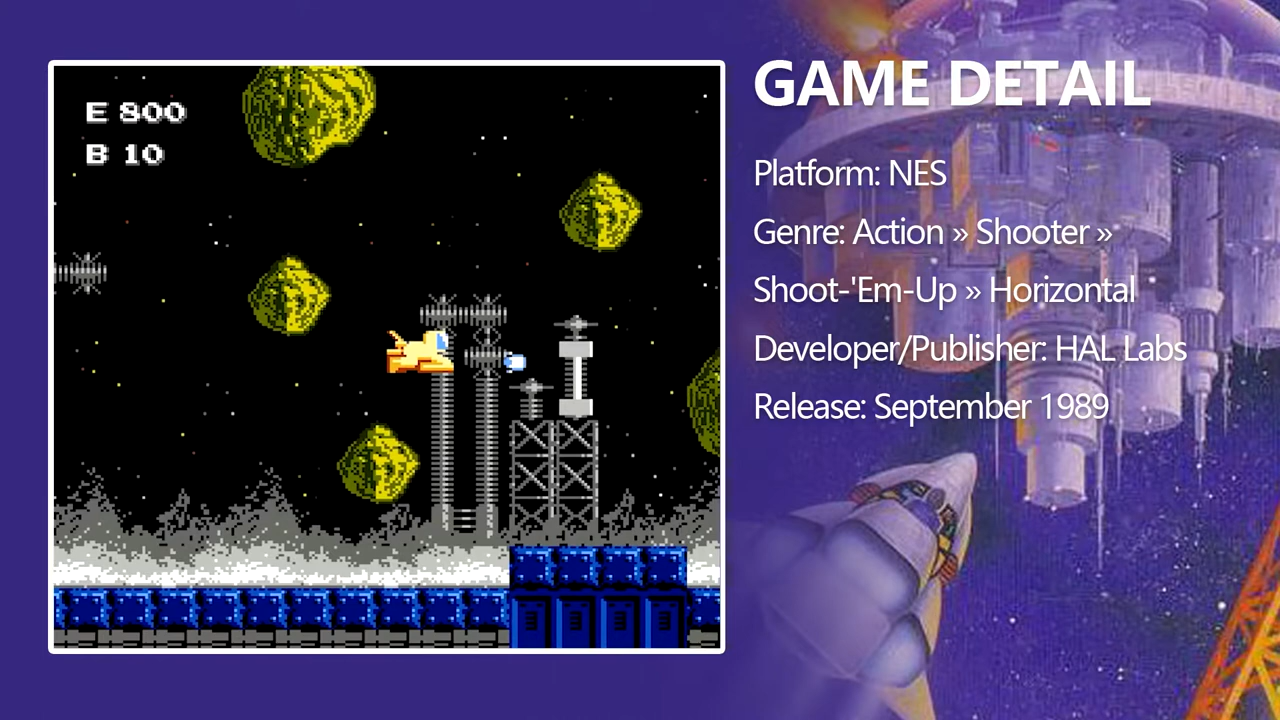 E 800
B 10
GAME DETAIL
Platform: NES
Genre: Action » Shooter »
Shoot-'Em-Up » Horizontal
Developer/Publisher: HAL Labs
Release: September 1989